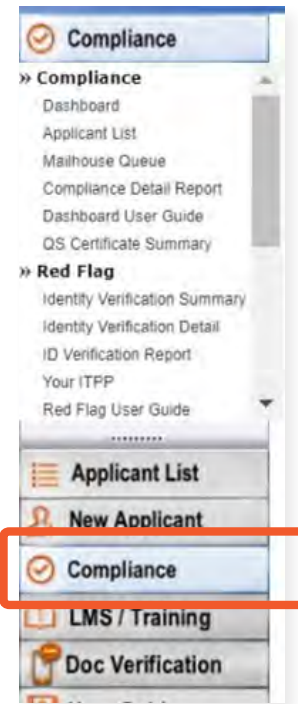 Compliance
» Compliance
Dashboard
Applicant List
Mailhouse Queue
Compliance Detail Report
Dashboard User Guide
QS Certificate Summary
» Red Flag
Identity Verification Summary
Identity Verification Detail
ID Verification Report
Your ITPP
Red Flag User Guide
Applicant List
New Applicant
Compliance
LMS / Training
Doc Verification